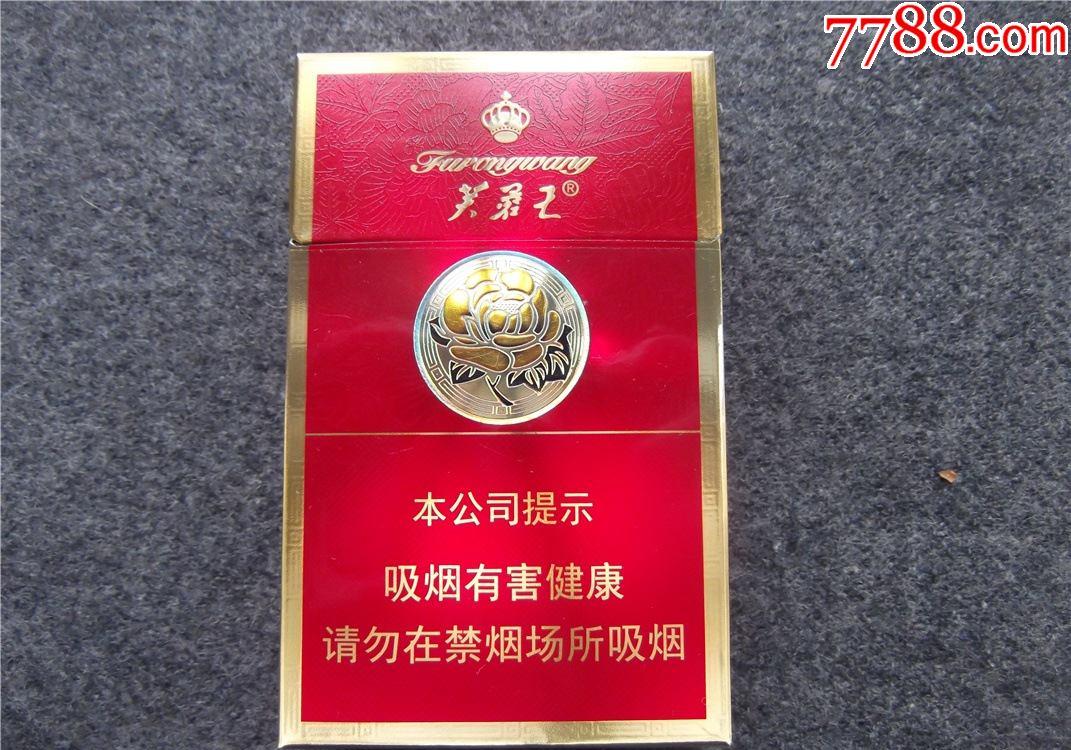 7788.com
Furongwang
芙蓉王®
本公司提示
吸烟有害健康
请勿在禁烟场所吸烟